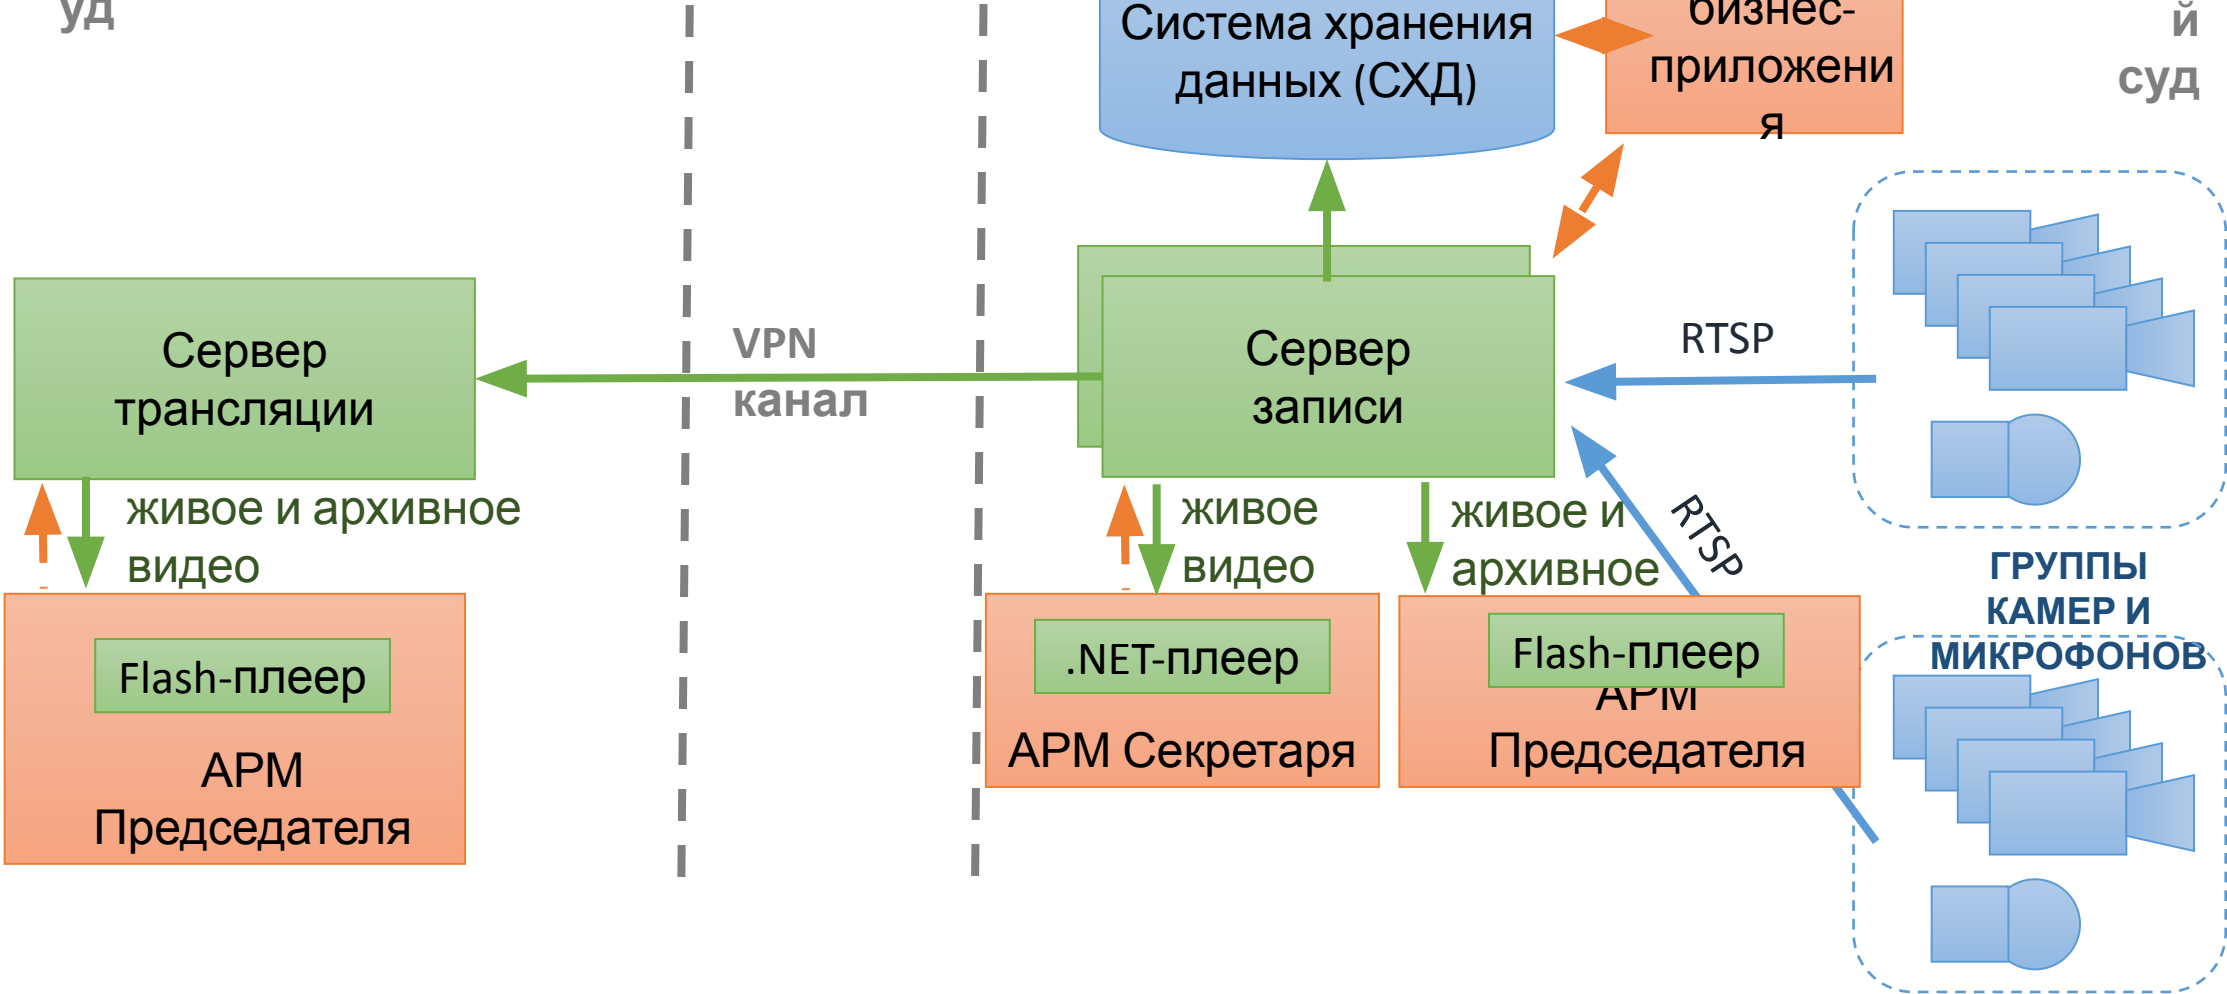 уд
Система хранения
данных (СХД)
бизнес-
приложени
я
й
суд
Сервер
трансляции
VPN
канал
Сервер
записи
RTSP
живое и архивное
видео
живое
видео
живое и
архивное
RTSP
ГРУППЫ
КАМЕР И
МИКРОФОНОВ
Flash-плеер
АРМ
Председателя
.NET-плеер
АРМ Секретаря
Flash-плеер
АРМ
Председателя